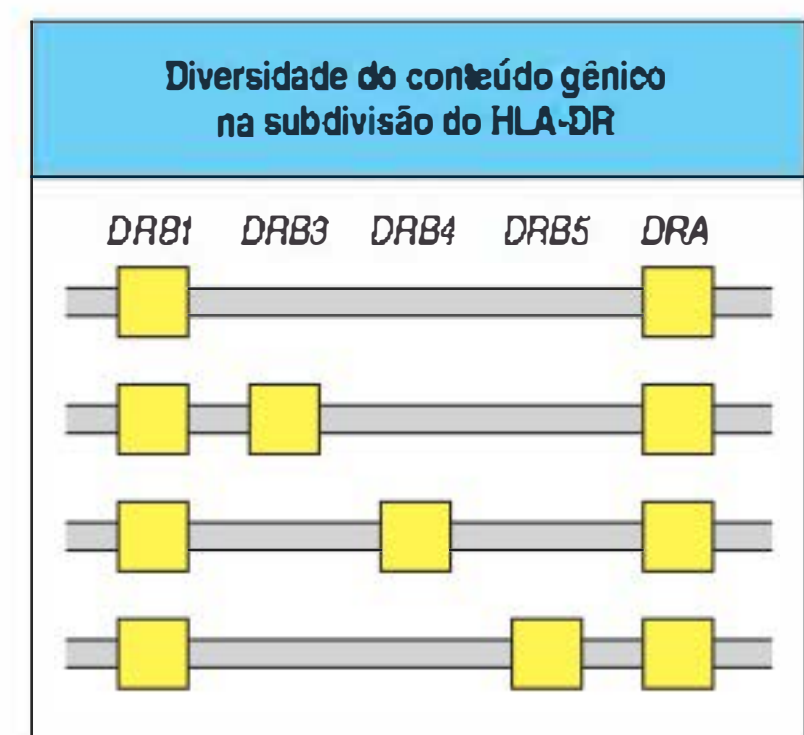 Diversidade do conteúdo gênico
na subdivisão do HLA-DR
DRB1 DRB3 DRB4 DRB5 DRA